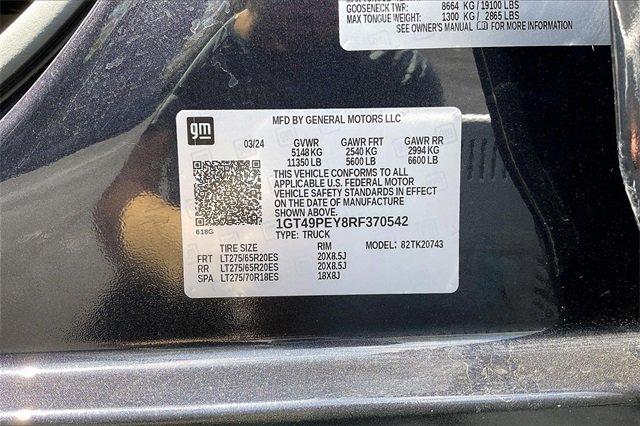 GOOSENECK TWR: 8664 KG / 19100 LBS
MAX TONGUE WEIGHT: 1300 KG / 2865 LBS
SEE OWNER'S MANUAL FOR MORE INFORMATION
gm
MFD BY GENERAL MOTORS LLC
03/24 GVWR GAWR FRT GAWR RR
5148 KG 2540 KG 2994 KG
11350 LB 5600 LB 6600 LB
THIS VEHICLE CONFORMS TO ALL
APPLICABLE U.S. FEDERAL MOTOR
VEHICLE SAFETY STANDARDS IN EFFECT
ON THE DATE OF MANUFACTURE
SHOWN ABOVE.
618G 1GT49PEY8RF370542
TYPE: TRUCK
TIRE SIZE RIM MODEL: 82TK20743
FRT LT275/65R20ES 20X8.5J
RR LT275/65R20ES 20X8.5J
SPA LT275/70R18ES 18X8J